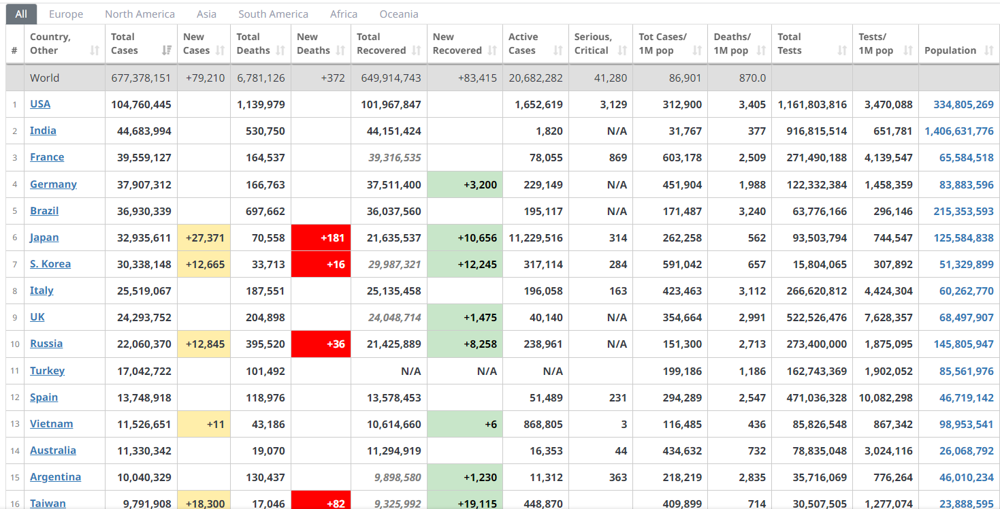 All Europe North America Asia South America Africa Oceania
# Country, Other Total Cases New Cases Total Deaths New Deaths Total Recovered New Recovered Active Cases Serious, Critical Tot Cases/ 1M pop Deaths/ 1M pop Total Tests Tests/ 1M pop Population
World 677,378,151 +79,210 6,781,126 +372 649,914,743 +83,415 20,682,282 41,280 86,901 870.0
1 USA 104,760,445 1,139,979 101,967,847 1,652,619 3,129 312,900 3,405 1,161,803,816 3,470,088 334,805,269
2 India 44,683,994 530,750 44,151,424 1,820 N/A 31,767 377 916,815,514 651,781 1,406,631,776
3 France 39,559,127 164,537 39,316,535 78,055 869 603,178 2,509 271,490,188 4,139,547 65,584,518
4 Germany 37,907,312 166,763 37,511,400 +3,200 229,149 N/A 451,904 1,988 122,332,384 1,458,359 83,883,596
5 Brazil 36,930,339 697,662 36,037,560 195,117 N/A 171,487 3,240 63,776,166 296,146 215,353,593
6 Japan 32,935,611 +27,371 70,558 +181 21,635,537 +10,656 11,229,516 314 262,258 562 93,503,794 744,547 125,584,838
7 S. Korea 30,338,148 +12,665 33,713 +16 29,987,321 +12,245 317,114 284 591,042 657 15,804,065 307,892 51,329,899
8 Italy 25,519,067 187,551 25,135,458 196,058 163 423,463 3,112 266,620,812 4,424,304 60,262,770
9 UK 24,293,752 204,898 24,048,714 +1,475 40,140 N/A 354,664 2,991 522,526,476 7,628,357 68,497,907
10 Russia 22,060,370 +12,845 395,520 +36 21,425,889 +8,258 238,961 N/A 151,300 2,713 273,400,000 1,875,095 145,805,947
11 Turkey 17,042,722 101,492 N/A N/A N/A 199,186 1,186 162,743,369 1,902,052 85,561,976
12 Spain 13,748,918 118,976 13,578,453 51,489 231 294,289 2,547 471,036,328 10,082,298 46,719,142
13 Vietnam 11,526,651 +11 43,186 10,614,660 +6 868,805 3 116,485 436 85,826,548 867,342 98,953,541
14 Australia 11,330,342 19,070 11,294,919 16,353 44 434,632 732 78,835,048 3,024,116 26,068,792
15 Argentina 10,040,329 130,437 9,898,580 +1,230 11,312 363 218,219 2,835 35,716,069 776,264 46,010,234
16 Taiwan 9,791,908 +18,300 17,046 +82 9,325,992 +19,115 448,870 409,899 714 30,507,505 1,277,074 23,888,595